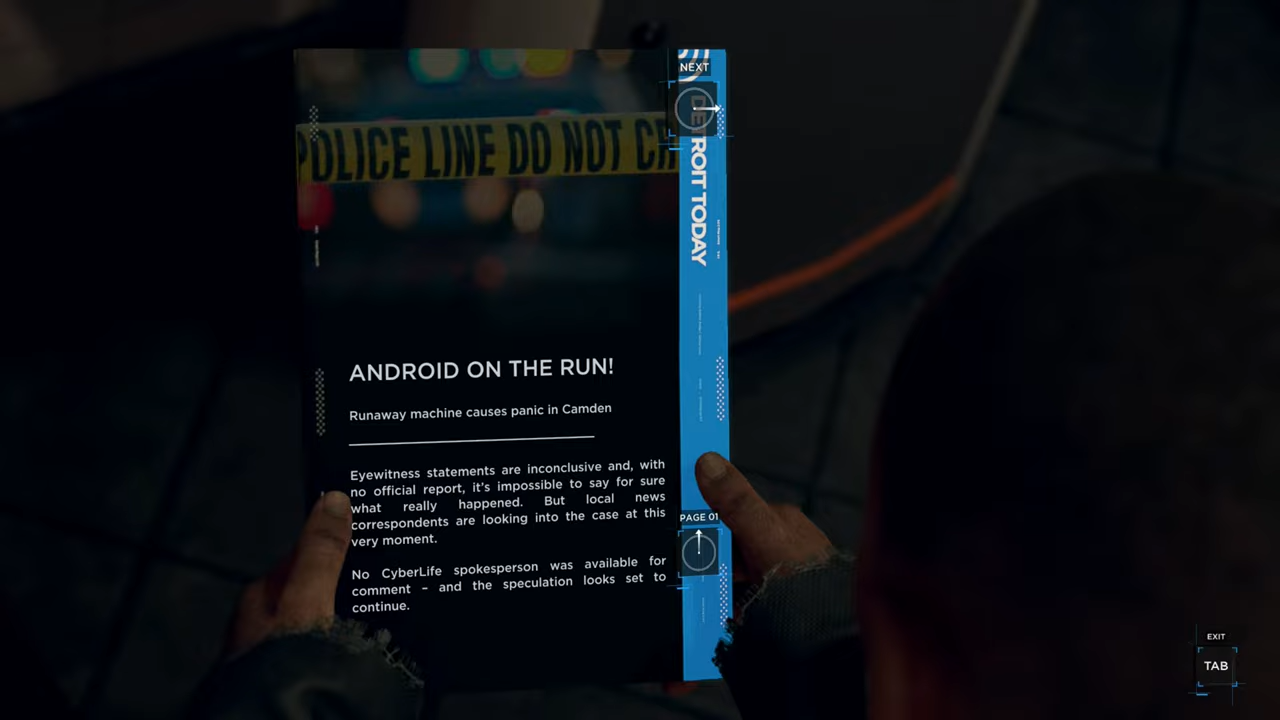 NEXT
DETROIT TODAY
POLICE LINE DO NOT CR
ANDROID ON THE RUN!
Runaway machine causes panic in Camden
Eyewitness statements are inconclusive and, with
no official report, it's impossible to say for sure
what really happened. But local news
correspondents are looking into the case at this
very moment.
No CyberLife spokesperson was available for
comment – and the speculation looks set to
continue.
PAGE 01
EXIT
TAB